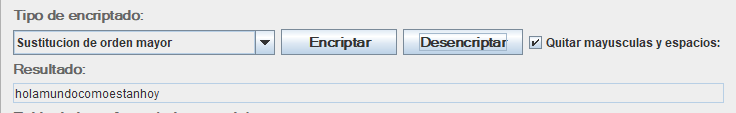 Tipo de encriptado:
Sustitucion de orden mayor Encriptar Desencriptar Quitar mayusculas y espacios:
Resultado:
holamundocomoestanhoy